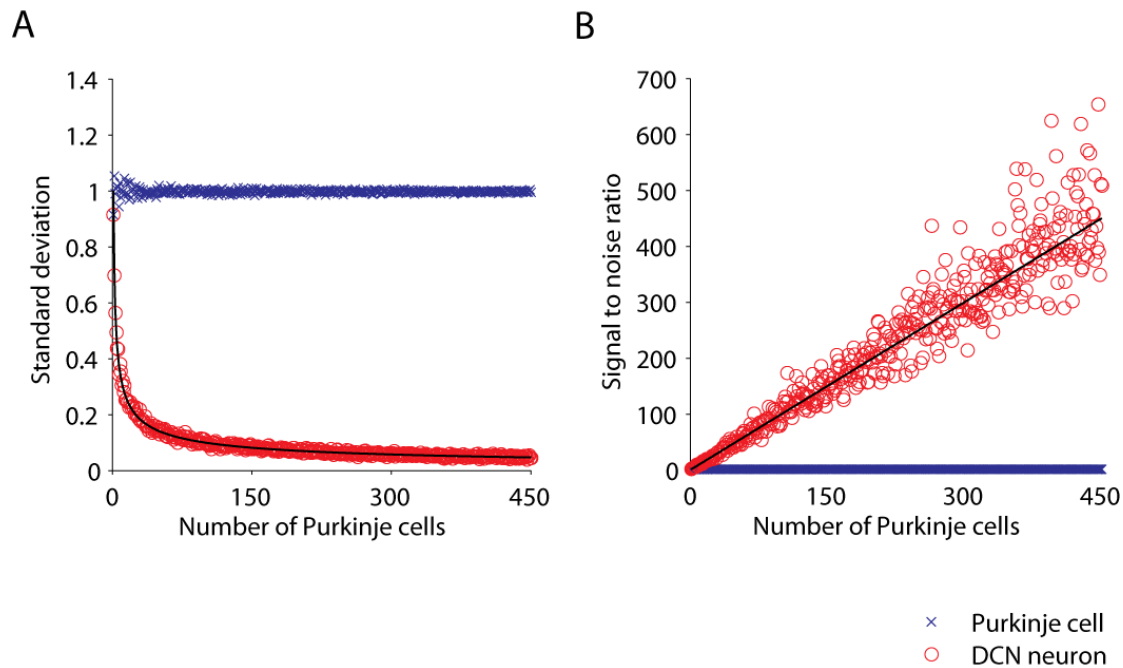 A
1.4
1.2
1
0.8
0.6
0.4
0.2
0
Standard deviation
0 150 300 450
Number of Purkinje cells
B
700
600
500
400
300
200
100
0
Signal to noise ratio
0 150 300 450
Number of Purkinje cells
× Purkinje cell
○ DCN neuron